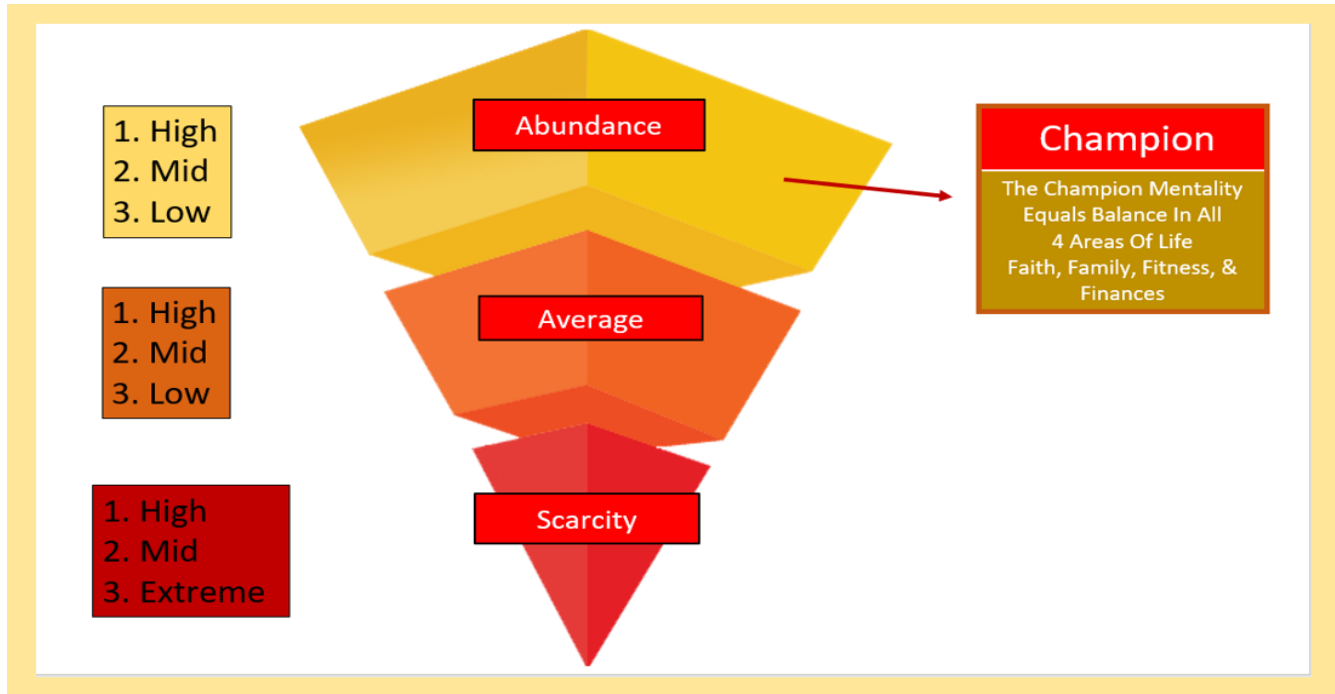 1. High
2. Mid
3. Low
Abundance
Champion
The Champion Mentality
Equals Balance In All
4 Areas Of Life
Faith, Family, Fitness, &
Finances
1. High
2. Mid
3. Low
Average
1. High
2. Mid
3. Extreme
Scarcity